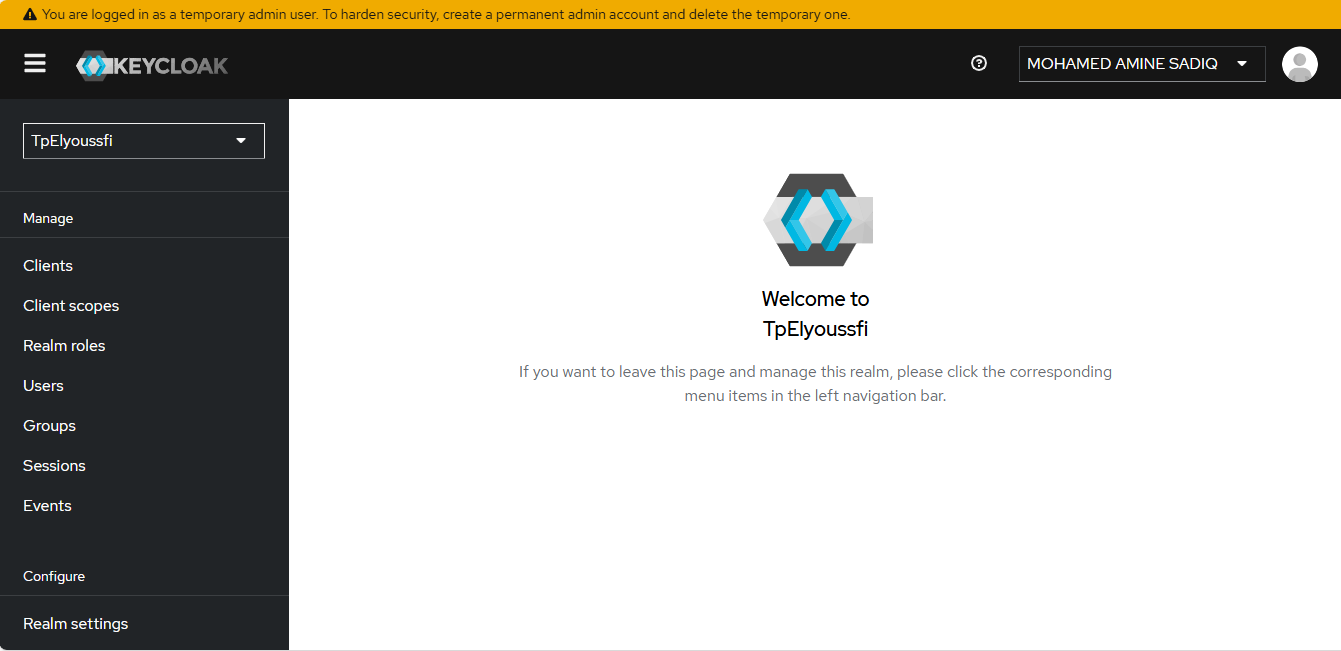 You are logged in as a temporary admin user. To harden security, create a permanent admin account and delete the temporary one.
KEYCLOAK
MOHAMED AMINE SADIQ
TpElyoussfi
Manage
Clients
Client scopes
Realm roles
Users
Groups
Sessions
Events
Configure
Realm settings
Welcome to
TpElyoussfi
If you want to leave this page and manage this realm, please click the corresponding
menu items in the left navigation bar.